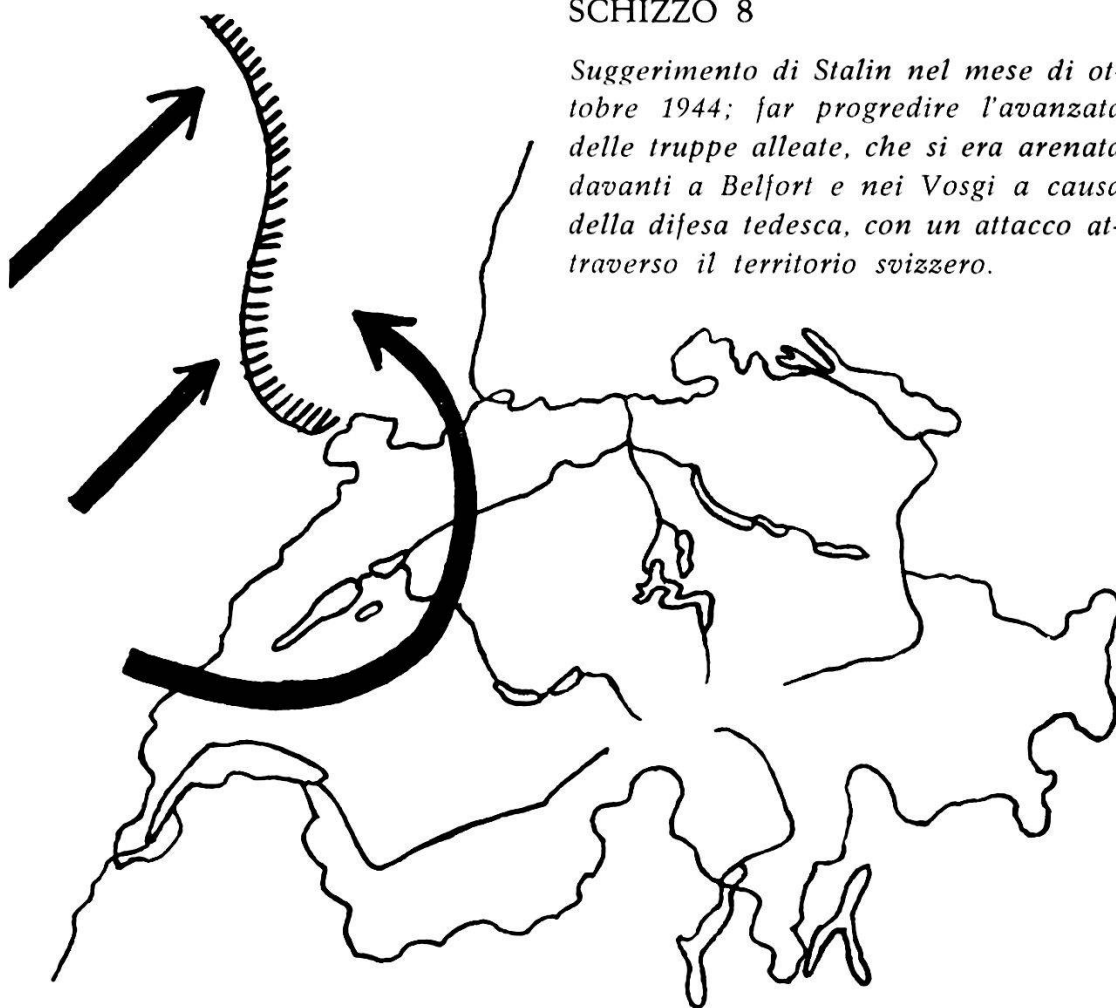 SCHIZZO 8
Suggerimento di Stalin nel mese di ot-
tobre 1944; far progredire l'avanzata
delle truppe alleate, che si era arenata
davanti a Belfort e nei Vosgi a causa
della difesa tedesca, con un attacco at-
traverso il territorio svizzero.